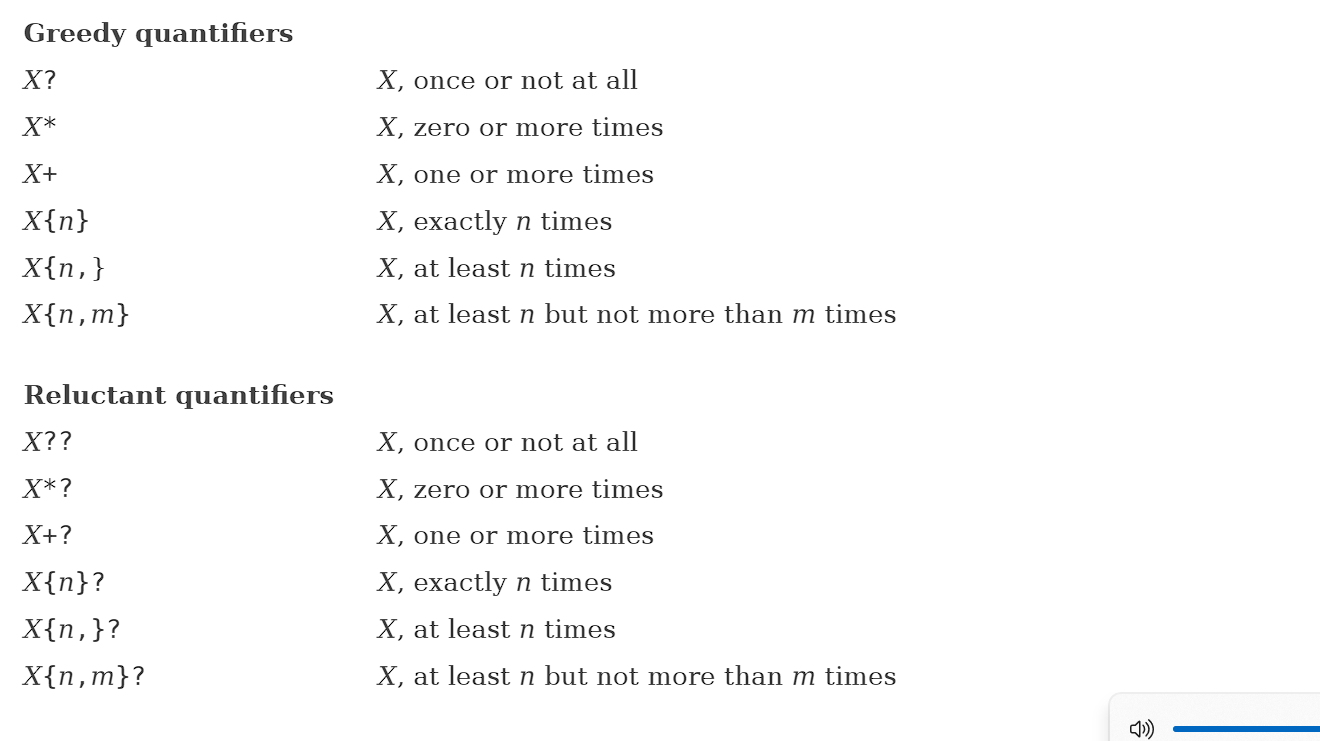 Greedy quantifiers
X? X, once or not at all
X* X, zero or more times
X+ X, one or more times
X{n} X, exactly n times
X{n,} X, at least n times
X{n,m} X, at least n but not more than m times
Reluctant quantifiers
X?? X, once or not at all
X*? X, zero or more times
X+? X, one or more times
X{n}? X, exactly n times
X{n,}? X, at least n times
X{n,m}? X, at least n but not more than m times